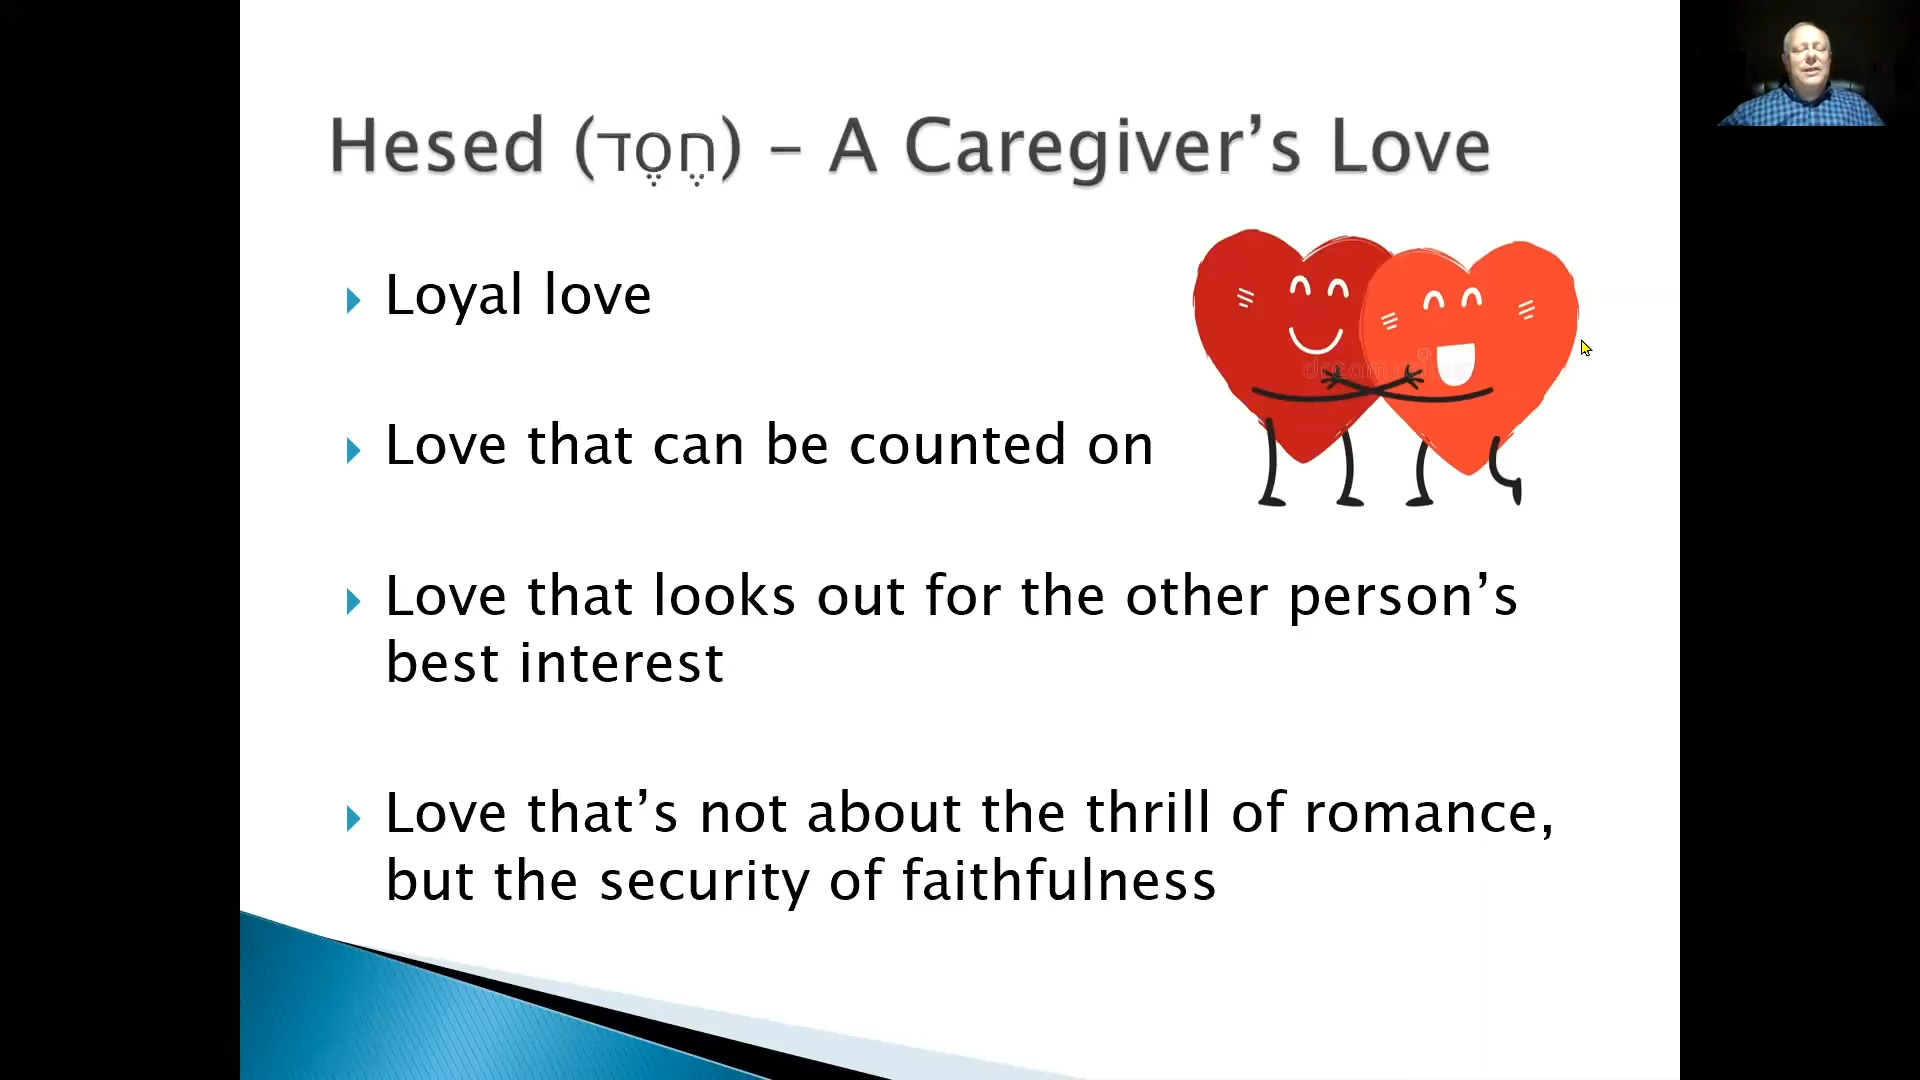 Hesed (חֶסֶד) – A Caregiver’s Love
Loyal love
Love that can be counted on
Love that looks out for the other person’s
best interest
Love that’s not about the thrill of romance,
but the security of faithfulness